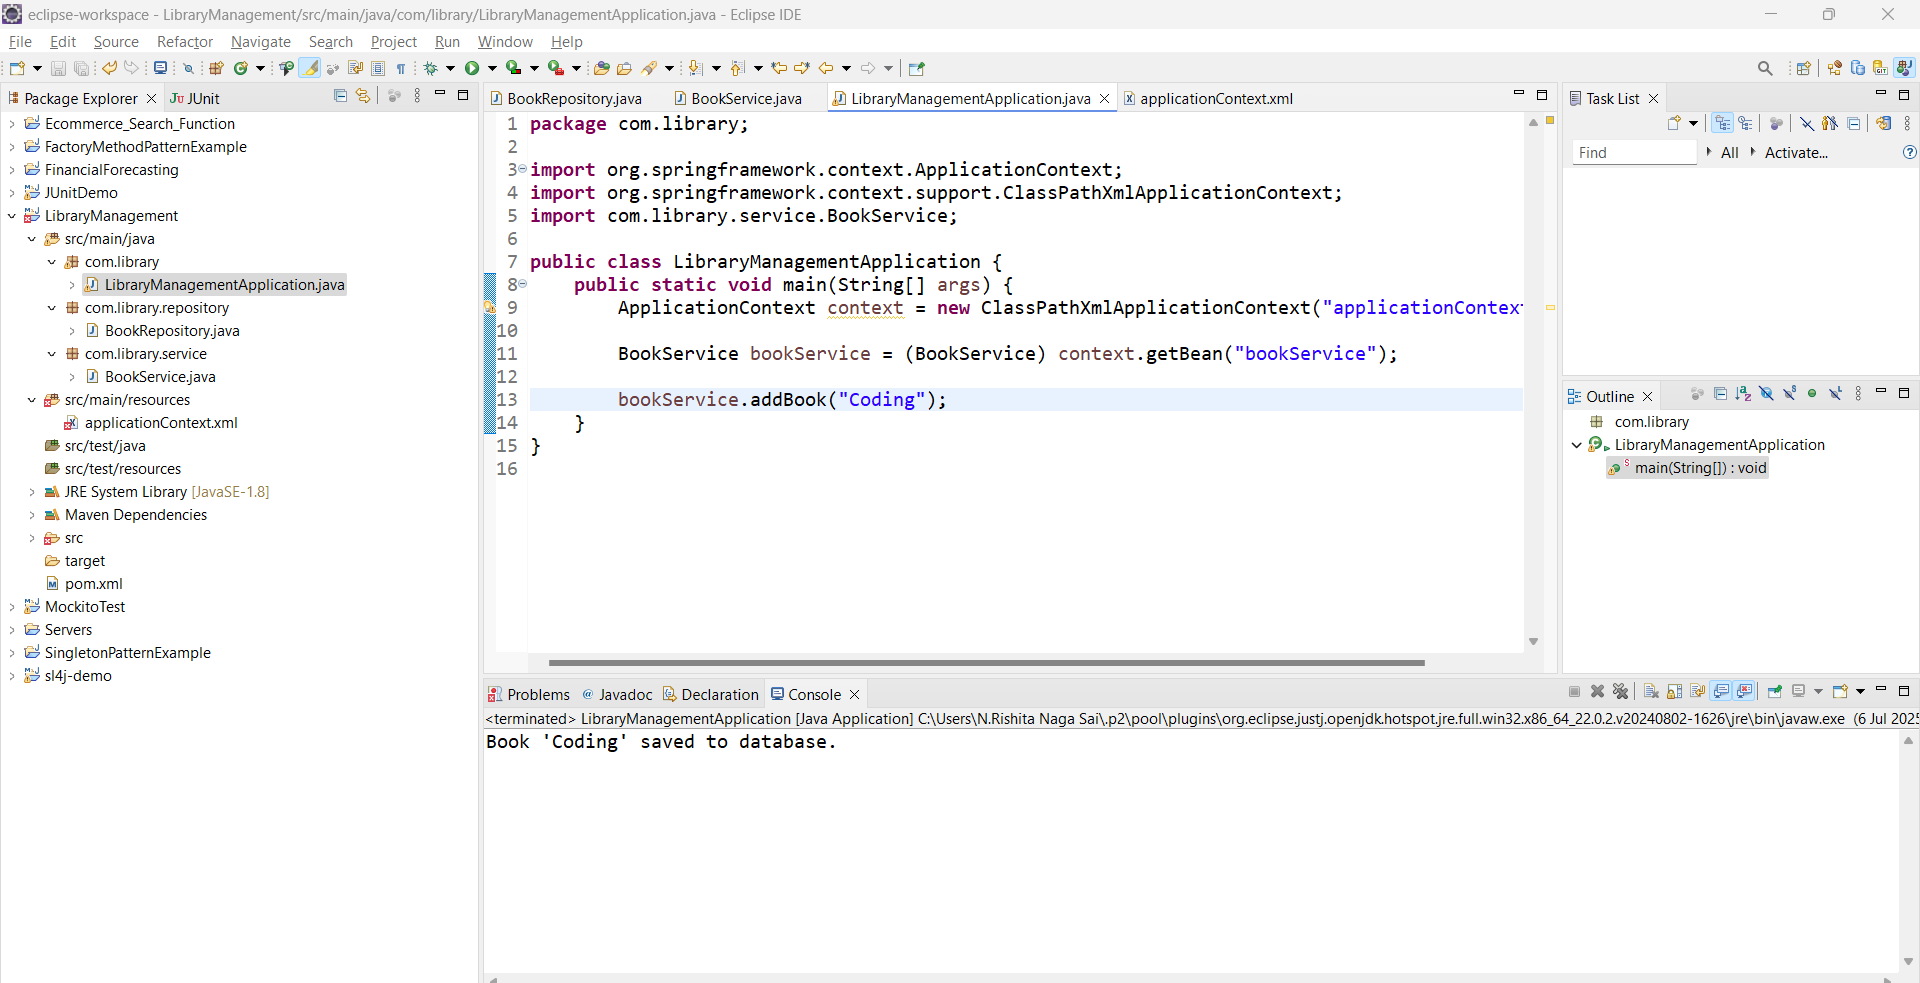 eclipse-workspace - LibraryManagement/src/main/java/com/library/LibraryManagementApplication.java - Eclipse IDE
File Edit Source Refactor Navigate Search Project Run Window Help
Package Explorer
JUnit
Ecommerce_Search_Function
FactoryMethodPatternExample
FinancialForecasting
JUnitDemo
LibraryManagement
src/main/java
com.library
LibraryManagementApplication.java
com.library.repository
BookRepository.java
com.library.service
BookService.java
src/main/resources
applicationContext.xml
src/test/java
src/test/resources
JRE System Library [JavaSE-1.8]
Maven Dependencies
src
target
pom.xml
MockitoTest
Servers
SingletonPatternExample
sl4j-demo
BookRepository.java BookService.java LibraryManagementApplication.java applicationContext.xml
1 package com.library;
2
3 import org.springframework.context.ApplicationContext;
4 import org.springframework.context.support.ClassPathXmlApplicationContext;
5 import com.library.service.BookService;
6
7 public class LibraryManagementApplication {
8 public static void main(String[] args) {
9 ApplicationContext context = new ClassPathXmlApplicationContext("applicationContex
10
11 BookService bookService = (BookService) context.getBean("bookService");
12
13 bookService.addBook("Coding");
14 }
15 }
16
Task List
Find All Activate...
Outline
com.library
LibraryManagementApplication
main(String[]) : void
Problems Javadoc Declaration Console
<terminated> LibraryManagementApplication [Java Application] C:\Users\N.Rishita Naga Sai\.p2\pool\plugins\org.eclipse.justj.openjdk.hotspot.jre.full.win32.x86_64_22.0.2.v20240802-1626\jre\bin\javaw.exe (6 Jul 2025
Book 'Coding' saved to database.